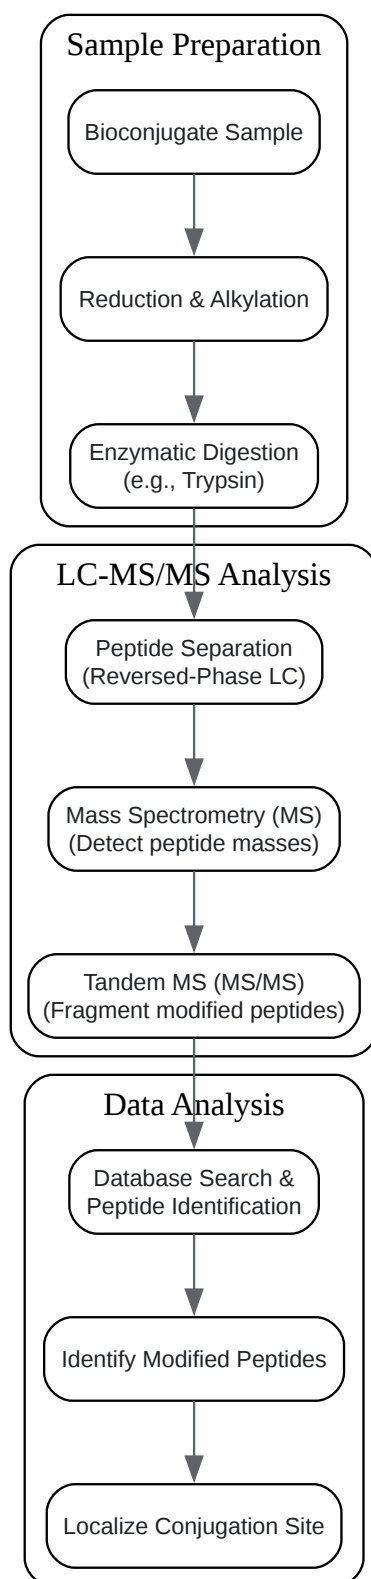 Sample Preparation
Bioconjugate Sample
Reduction & Alkylation
Enzymatic Digestion
(e.g., Trypsin)
LC-MS/MS Analysis
Peptide Separation
(Reversed-Phase LC)
Mass Spectrometry (MS)
(Detect peptide masses)
Tandem MS (MS/MS)
(Fragment modified peptides)
Data Analysis
Database Search &
Peptide Identification
Identify Modified Peptides
Localize Conjugation Site